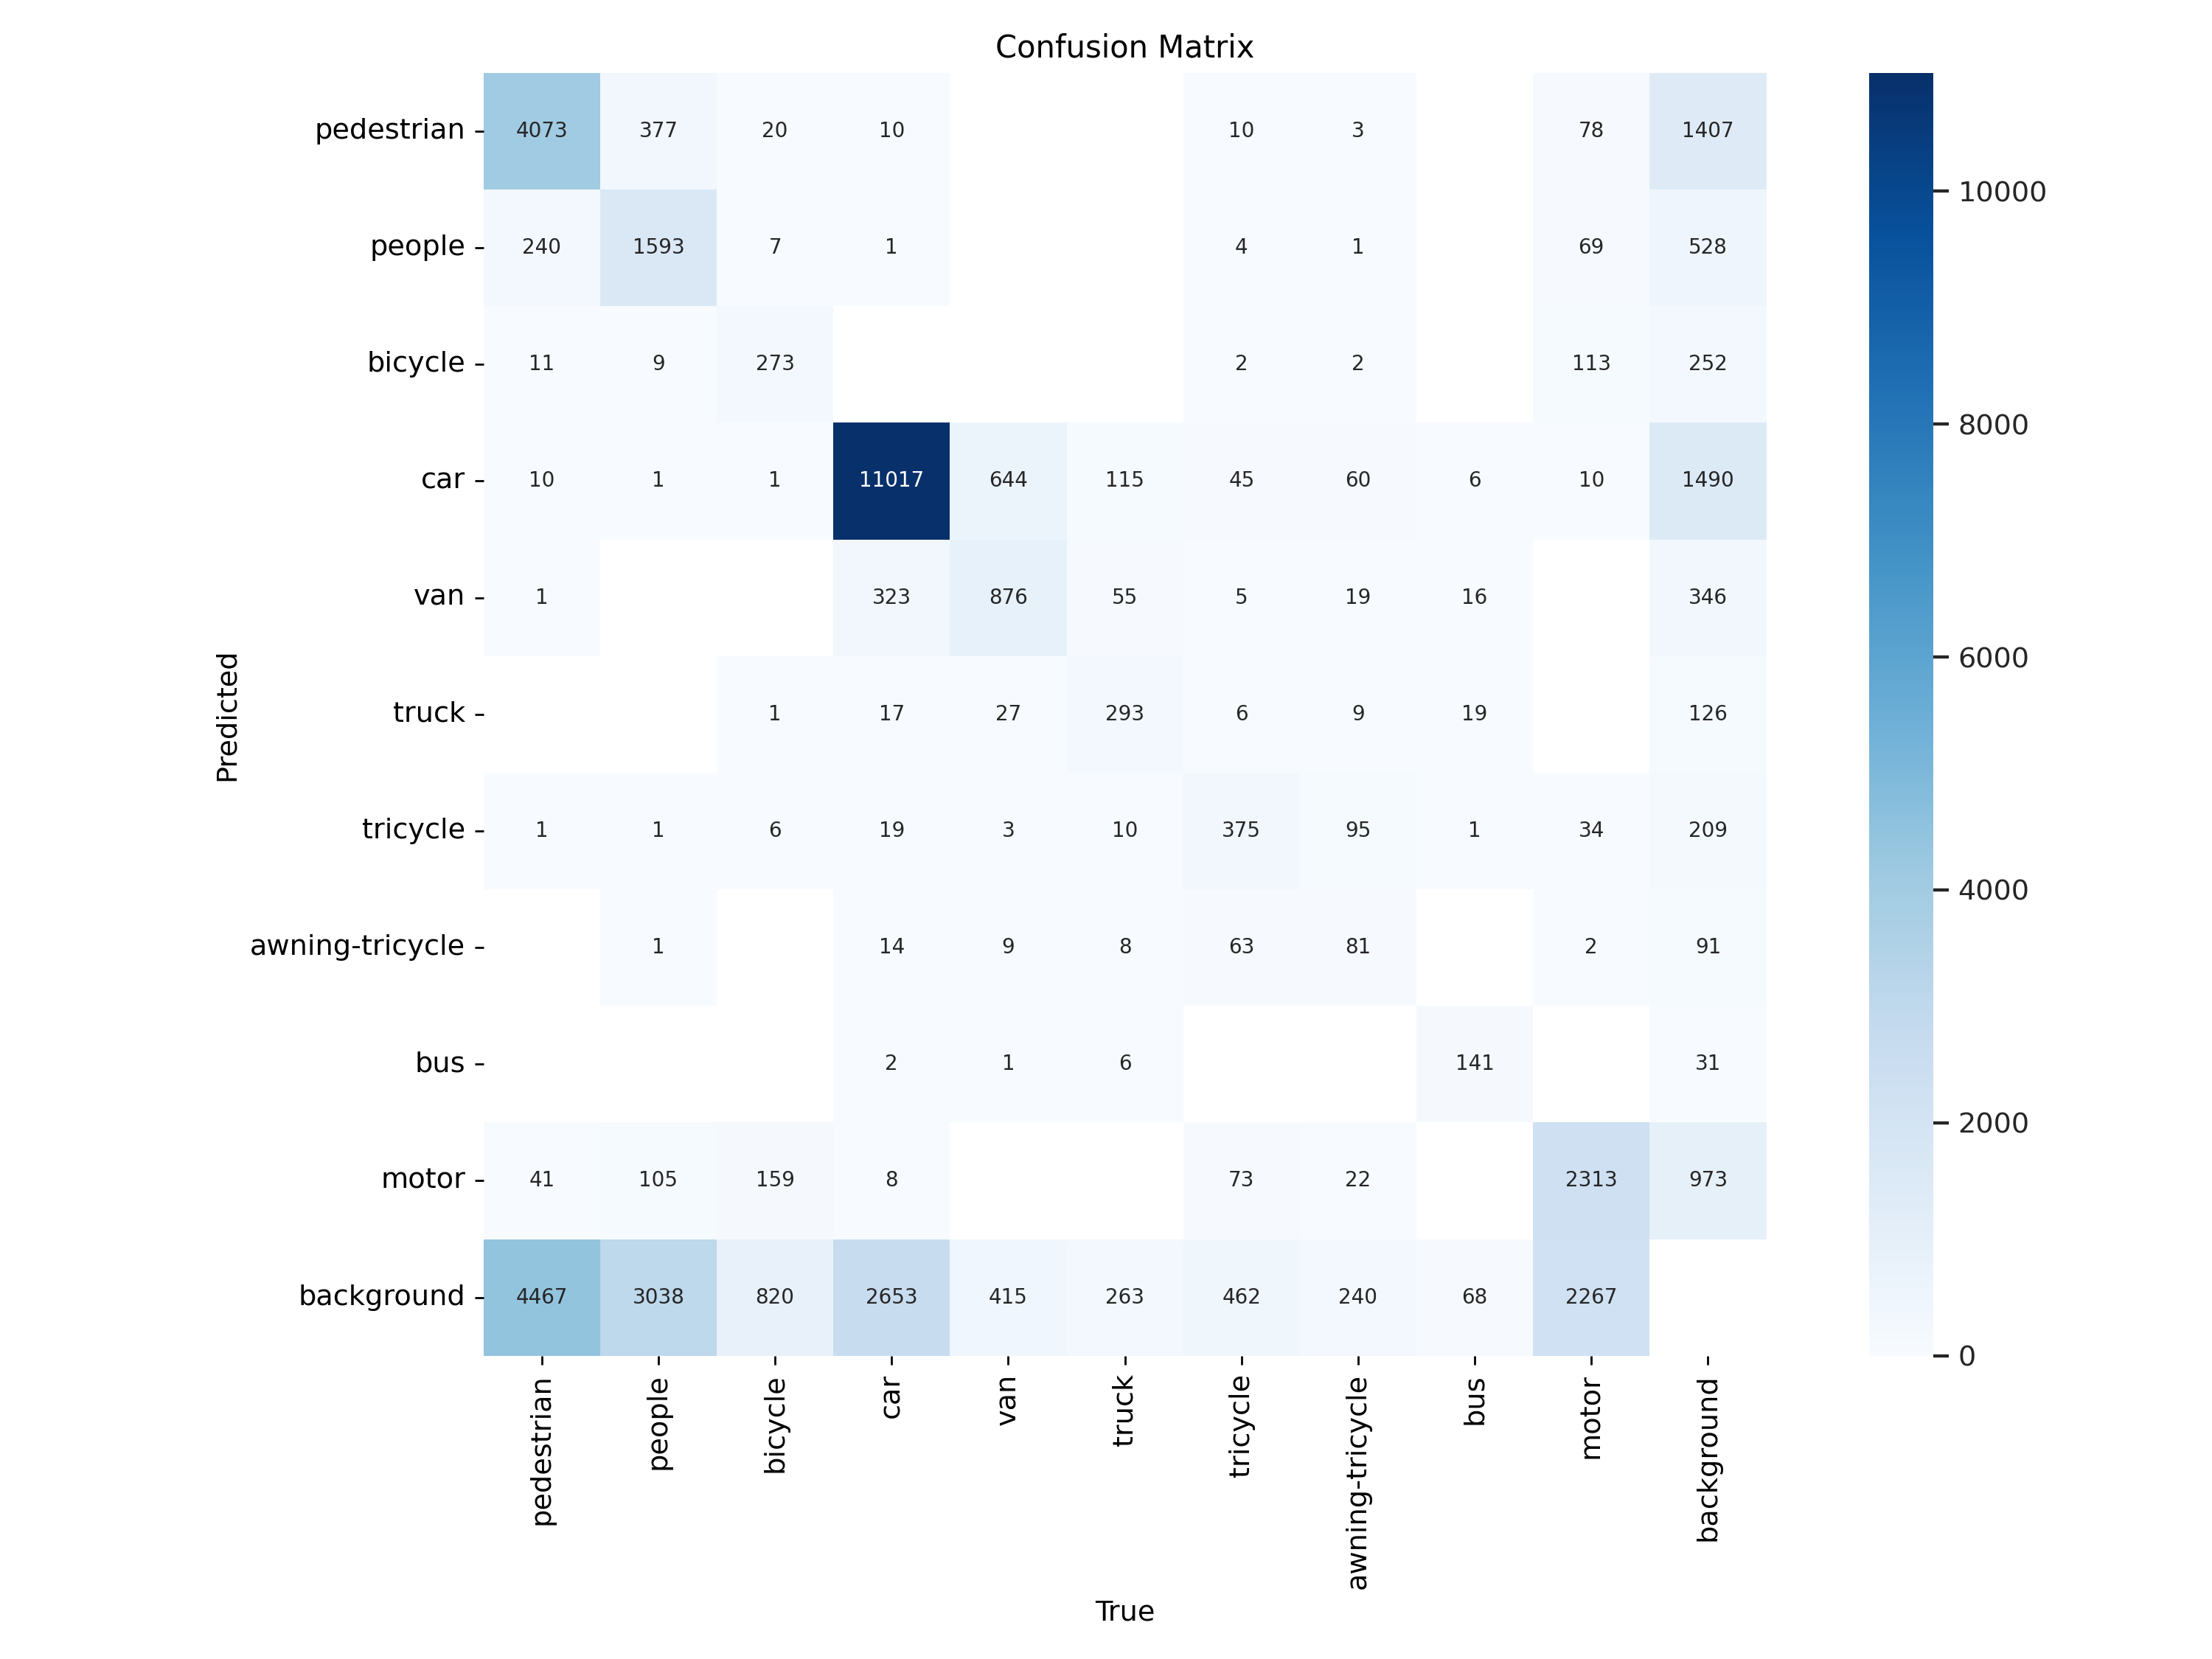 Confusion Matrix
pedestrian 4073 377 20 10 10 3 78 1407
people 240 1593 7 1 4 1 69 528
bicycle 11 9 273 2 2 113 252
car 10 1 1 11017 644 115 45 60 6 10 1490
van 1 323 876 55 5 19 16 346
truck 1 17 27 293 6 9 19 126
tricycle 1 1 6 19 3 10 375 95 1 34 209
awning-tricycle 1 14 9 8 63 81 2 91
bus 2 1 6 141 31
motor 41 105 159 8 73 22 2313 973
background 4467 3038 820 2653 415 263 462 240 68 2267
Predicted
pedestrian
people
bicycle
car
van
truck
tricycle
awning-tricycle
bus
motor
background
True
10000
8000
6000
4000
2000
0